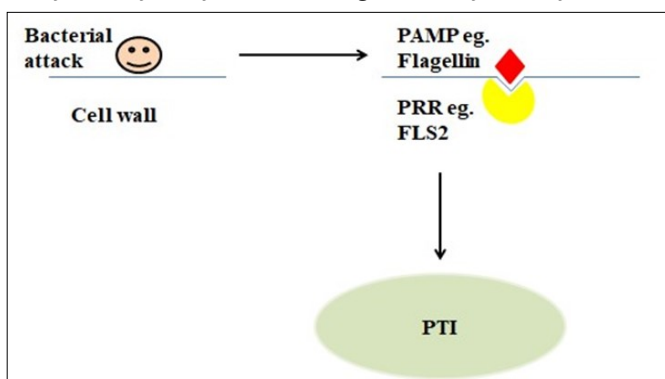 Bacterial
attack
Cell wall
PAMP eg.
Flagellin
PRR eg.
FLS2
PTI